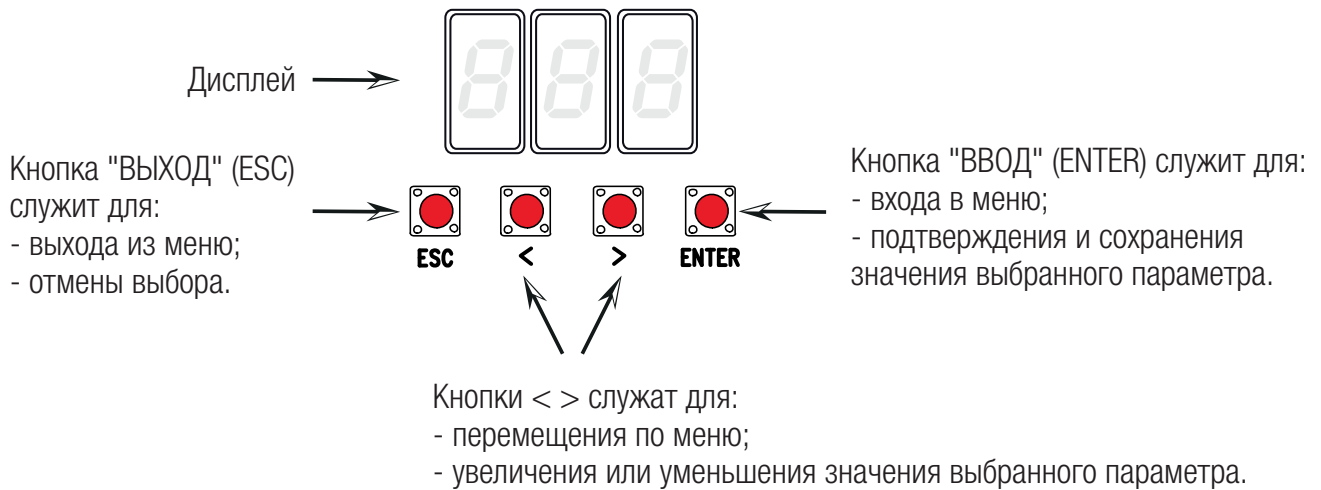 Дисплей
Кнопка "ВЫХОД" (ESC)
служит для:
- выхода из меню;
- отмены выбора.
ESC
<
>
ENTER
Кнопка "ВВОД" (ENTER) служит для:
- входа в меню;
- подтверждения и сохранения
значения выбранного параметра.
Кнопки < > служат для:
- перемещения по меню;
- увеличения или уменьшения значения выбранного параметра.